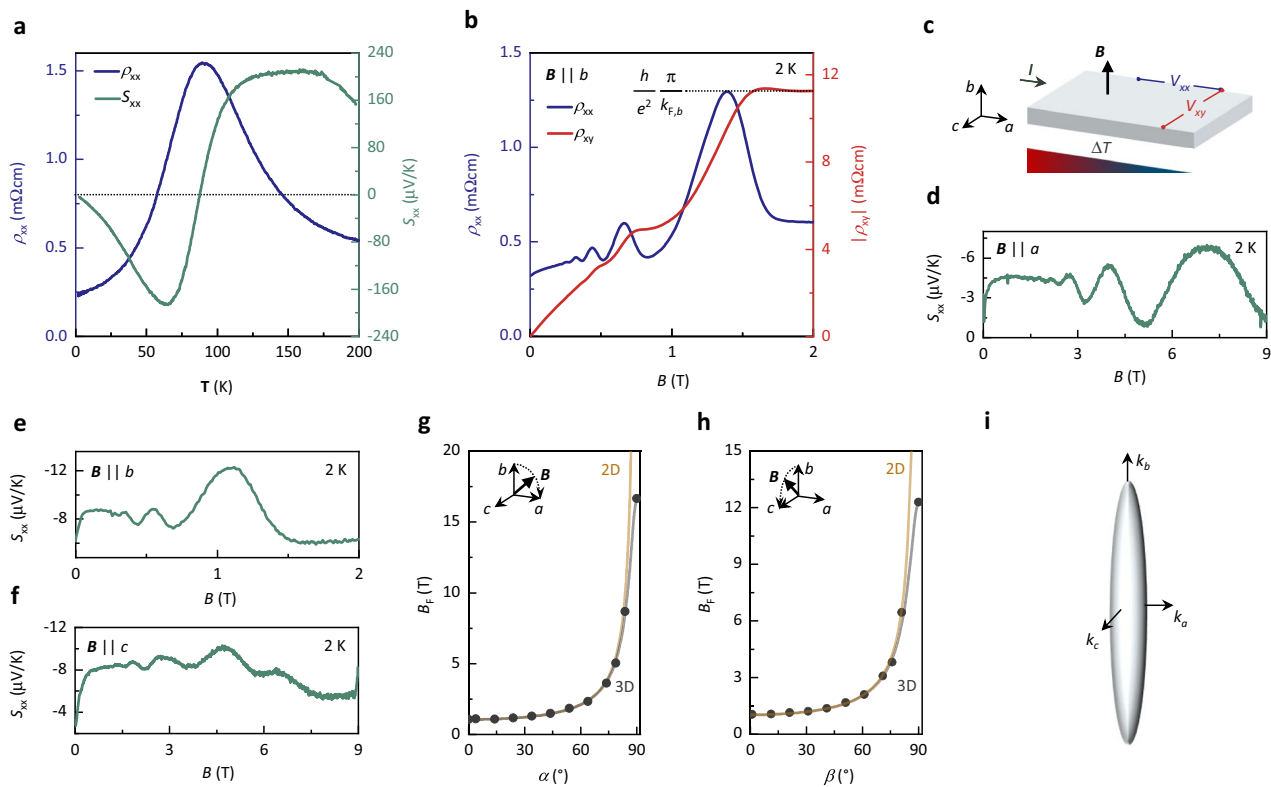 a
ρxx
Sxx
1.5
1.0
0.5
0.0
ρxx (mΩcm)
0
50
100
150
200
T (K)
240
160
80
0
-80
-160
-240
Sxx (μV/K)
b
B || b
2 K
ρxx
ρxy
h
e²
π
kF,b
1.5
1.0
0.5
0.0
ρxx (mΩcm)
0
1
2
B (T)
12
8
4
0
|ρxy| (mΩcm)
c
I
B
Vxx
Vxy
b
c
a
ΔT
d
B || a
2 K
-6
-3
0
Sxx (μV/K)
0
3
6
9
B (T)
e
B || b
2 K
-12
-8
Sxx (μV/K)
0
1
2
B (T)
f
B || c
2 K
-12
-8
-4
Sxx (μV/K)
0
3
6
9
B (T)
g
20
15
10
5
0
BF (T)
b
B
c
a
2D
3D
0
30
60
90
α (°)
h
15
12
9
6
3
0
BF (T)
b
B
c
a
2D
3D
0
30
60
90
β (°)
i
kb
ka
kc